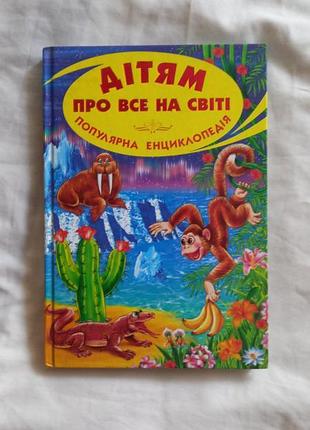 ДІТЯМ
ПРО ВСЕ НА СВІТІ
ПОПУЛЯРНА ЕНЦИКЛОПЕДІЯ